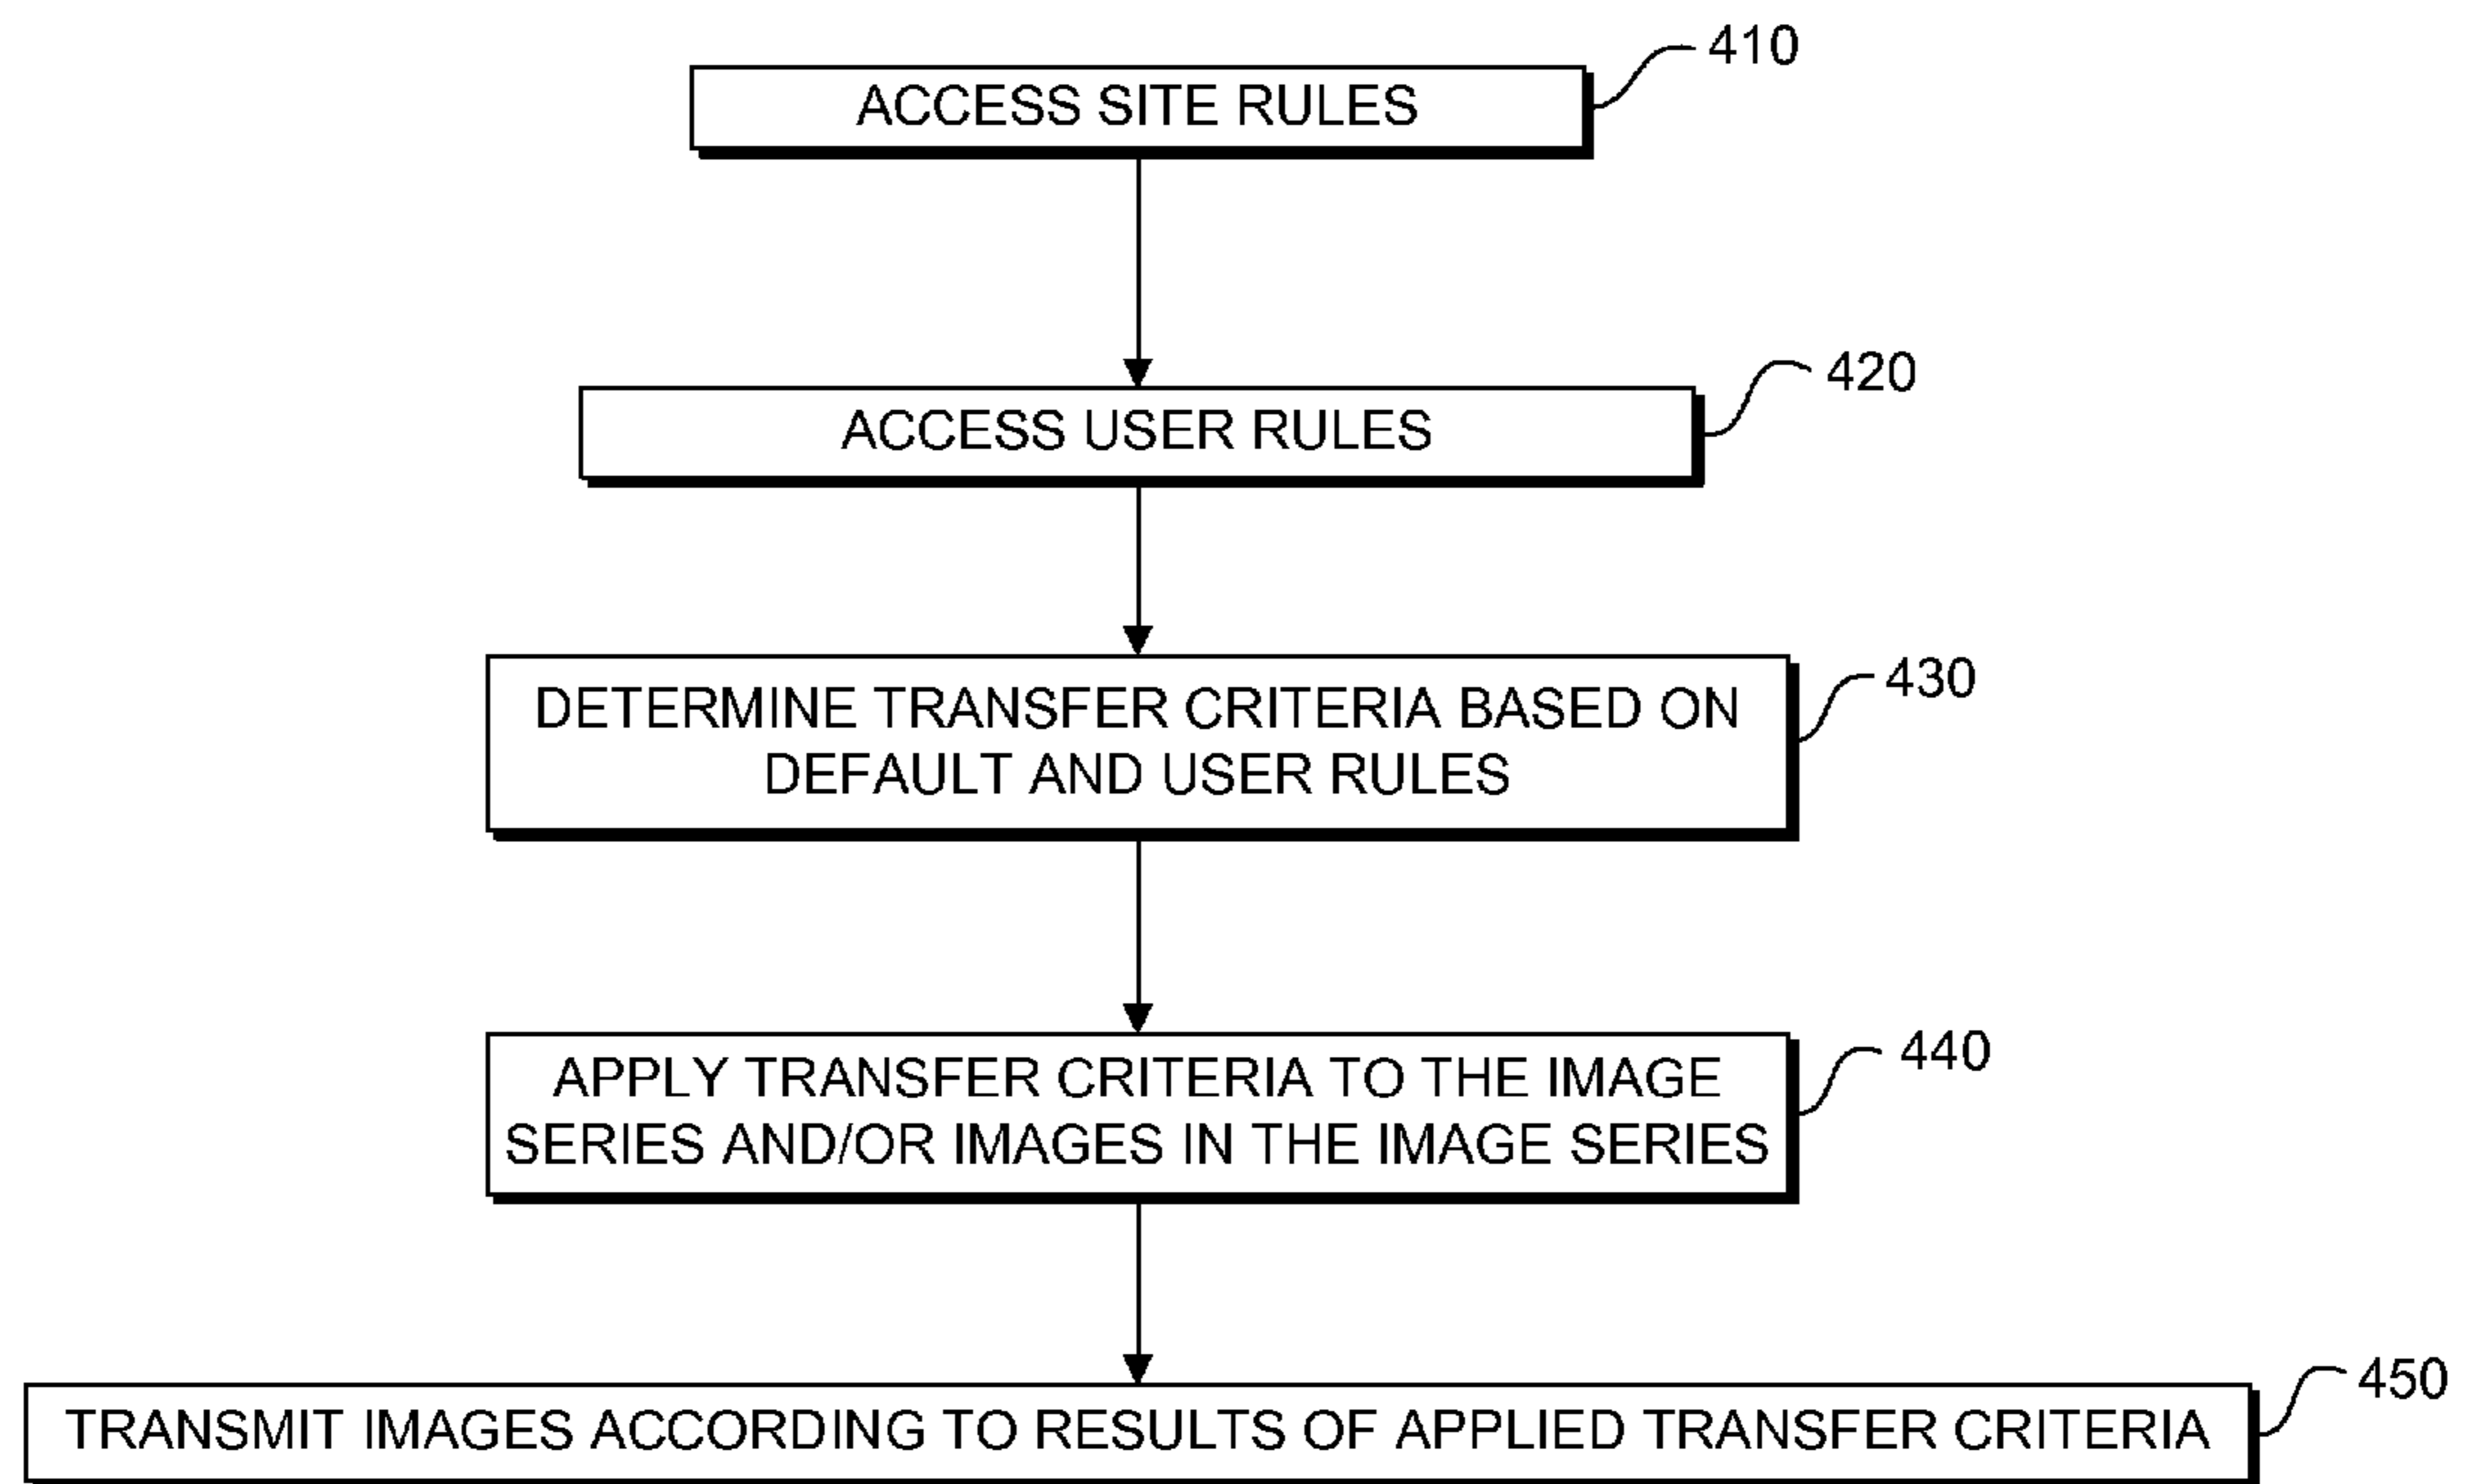 410
ACCESS SITE RULES
420
ACCESS USER RULES
430
DETERMINE TRANSFER CRITERIA BASED ON
DEFAULT AND USER RULES
440
APPLY TRANSFER CRITERIA TO THE IMAGE
SERIES AND/OR IMAGES IN THE IMAGE SERIES
450
TRANSMIT IMAGES ACCORDING TO RESULTS OF APPLIED TRANSFER CRITERIA